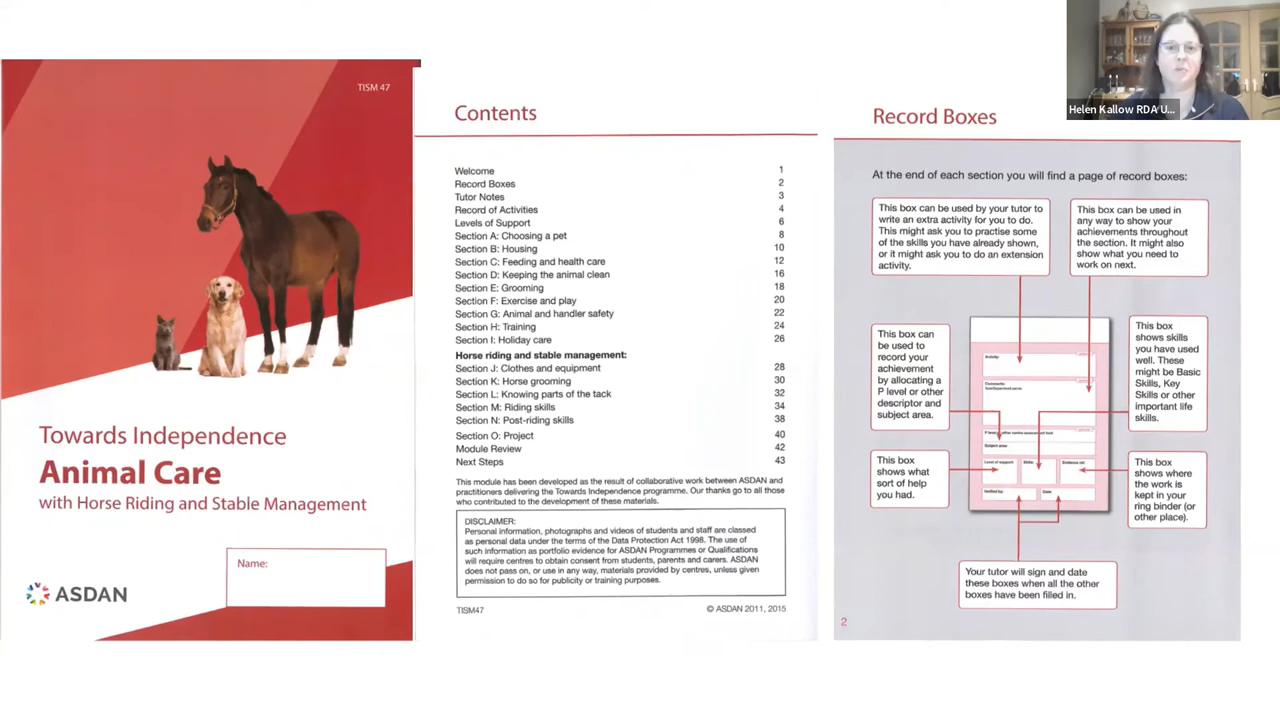 TISM 47
Towards Independence
Animal Care
with Horse Riding and Stable Management
Name:
ASDAN
Contents
Welcome 1
Record Boxes 2
Tutor Notes 3
Record of Activities 4
Levels of Support 6
Section A: Choosing a pet 8
Section B: Housing 10
Section C: Feeding and health care 12
Section D: Keeping the animal clean 16
Section E: Grooming 18
Section F: Exercise and play 20
Section G: Animal and handler safety 22
Section H: Training 24
Section I: Holiday care 26
Horse riding and stable management:
Section J: Clothes and equipment 28
Section K: Horse grooming 30
Section L: Knowing parts of the tack 32
Section M: Riding skills 34
Section N: Post-riding skills 38
Section O: Project 40
Module Review 42
Next Steps 43
This module has been developed as the result of collaborative work between ASDAN and
practitioners delivering the Towards Independence programme. Our thanks go to all those
who contributed to the development of these materials.
DISCLAIMER:
Personal information, photographs and videos of students and staff are classed
as personal data under the terms of the Data Protection Act 1998. The use of
such information as portfolio evidence for ASDAN Programmes or Qualifications
will require centres to obtain consent from students, parents and carers. ASDAN
does not pass on, or use in any way, materials provided by centres, unless given
permission to do so for publicity or training purposes.
TISM47 © ASDAN 2011, 2015
Record Boxes
At the end of each section you will find a page of record boxes:
This box can be used by your tutor to
write an extra activity for you to do.
This might ask you to practise some
of the skills you have already shown,
or it might ask you to do an extension
activity.
This box can be used in
any way to show your
achievements throughout
the section. It might also
show what you need to
work on next.
This box can
be used to
record your
achievement
by allocating a
P level or other
descriptor and
subject area.
This box
shows skills
you have used
well. These
might be Basic
Skills, Key
Skills or other
important life
skills.
This box
shows what
sort of help
you had.
This box
shows where
the work is
kept in your
ring binder (or
other place).
Activity:
Comments:
Subject area:
Level of support:
Skills:
Evidence ref:
Verified by:
Date:
Your tutor will sign and date
these boxes when all the other
boxes have been filled in.
2
Helen Kallow RDA U...